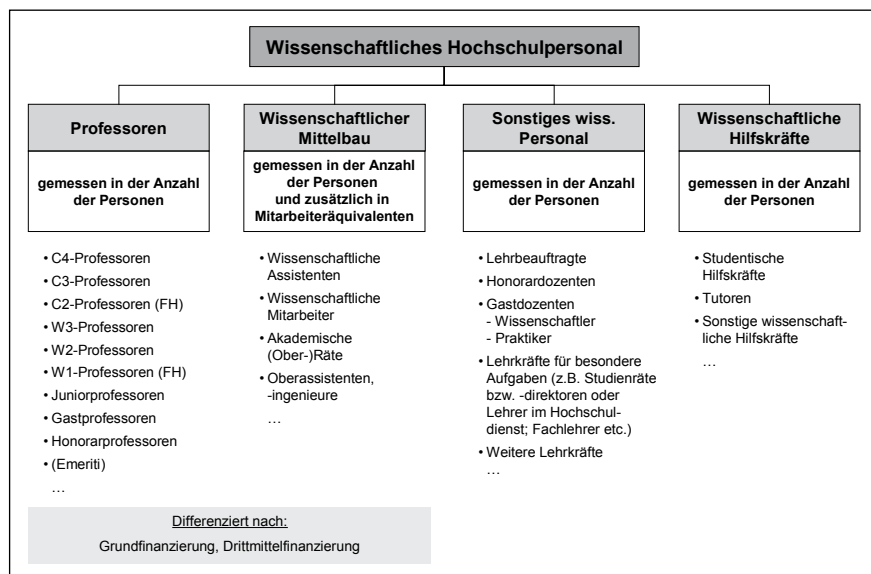 Wissenschaftliches Hochschulpersonal
Professoren
gemessen in der Anzahl
der Personen
• C4-Professoren
• C3-Professoren
• C2-Professoren (FH)
• W3-Professoren
• W2-Professoren
• W1-Professoren (FH)
• Juniorprofessoren
• Gastprofessoren
• Honorarprofessoren
• (Emeriti)
…
Wissenschaftlicher
Mittelbau
gemessen in der Anzahl
der Personen
und zusätzlich in
Mitarbeiteräquivalenten
• Wissenschaftliche
Assistenten
• Wissenschaftliche
Mitarbeiter
• Akademische
(Ober-)Räte
• Oberassistenten,
-ingenieure
…
Sonstiges wiss.
Personal
gemessen in der Anzahl
der Personen
• Lehrbeauftragte
• Honordozenten
• Gastdozenten
- Wissenschaftler
- Praktiker
• Lehrkräfte für besondere
Aufgaben (z.B. Studienräte
bzw. -direktoren oder
Lehrer im Hochschul-
dienst; Fachlehrer etc.)
• Weitere Lehrkräfte
…
Wissenschaftliche
Hilfskräfte
gemessen in der Anzahl
der Personen
• Studentische
Hilfskräfte
• Tutoren
• Sonstige wissenschaft-
liche Hilfskräfte
…
Differenziert nach:
Grundfinanzierung, Drittmittelfinanzierung